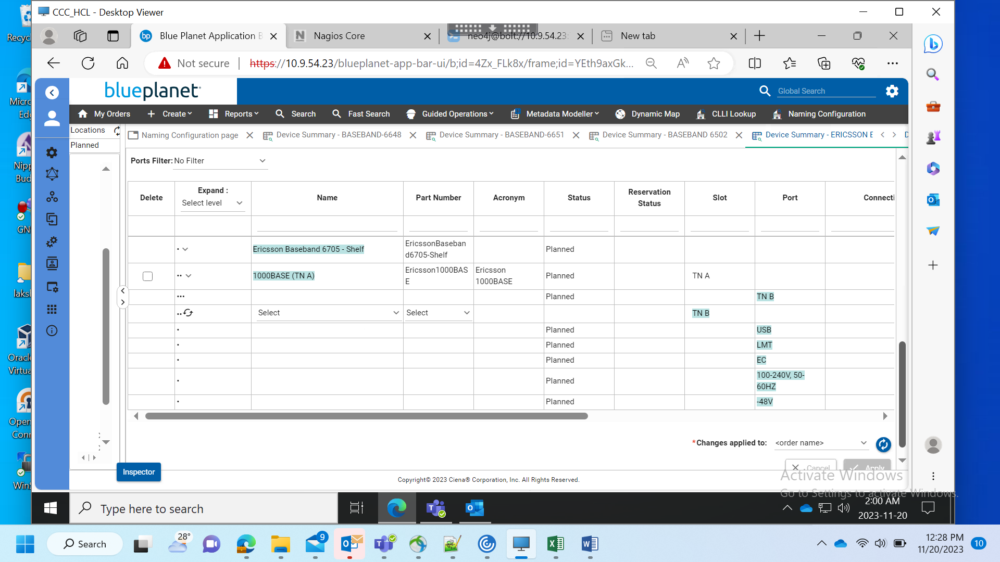 CCC_HCL - Desktop Viewer
Recyc
Blue Planet Application B
Nagios Core
neo4j@bolt://10.9.54.23:
New tab
Not secure
https://10.9.54.23/blueplanet-app-bar-ui/b;id=4Zx_FLk8x/frame;id=YEth9axGk...
blueplanet
Global Search
My Orders
Create
Reports
Search
Fast Search
Guided Operations
Metadata Modeller
Dynamic Map
CLLI Lookup
Naming Configuration
Locations
Planned
Naming Configuration page
Device Summary - BASEBAND-6648
Device Summary - BASEBAND-6651
Device Summary - BASEBAND 6502
Device Summary - ERICSSON E
Ports Filter: No Filter
Delete
Expand :
Select level
Name
Part Number
Acronym
Status
Reservation
Status
Slot
Port
Connecti
Ericsson Baseband 6705 - Shelf
EricssonBaseban
d6705-Shelf
Planned
1000BASE (TN A)
Ericsson1000BAS
E
Ericsson
1000BASE
Planned
TN A
Planned
TN B
Select
Select
TN B
Planned
USB
Planned
LMT
Planned
EC
Planned
100-240V, 50-
60HZ
Planned
-48V
*Changes applied to:
<order name>
Cancel
Apply
Inspector
Copyright© 2023 Ciena® Corporation, Inc. All Rights Reserved.
Activate Windows
Go to Settings to activate Windows.
Micro
Edg
Nipp
Bud
GN
laksl
Oracle
Virtua
Open
Conn
WinS
Type here to search
2:00 AM
2023-11-20
Search
28°
9
12:28 PM
11/20/2023
10